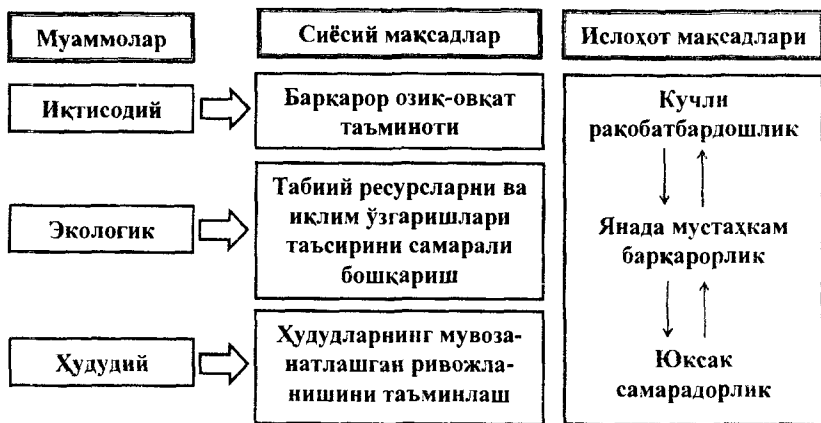 Муаммолар
Сиёсий мақсадлар
Ислоҳот мақсадлари
Иқтисодий
Барқарор озиқ-овқат
таъминоти
Экологик
Табиий ресурсларни ва
иқлим ўзгаришлари
таъсирини самарали
бошқариш
Ҳудудий
Ҳудудларнинг мувоза-
натлашган ривожла-
нишини таъминлаш
Кучли
рақобатбардошлик
Янада мустаҳкам
барқарорлик
Юксак
самарадорлик